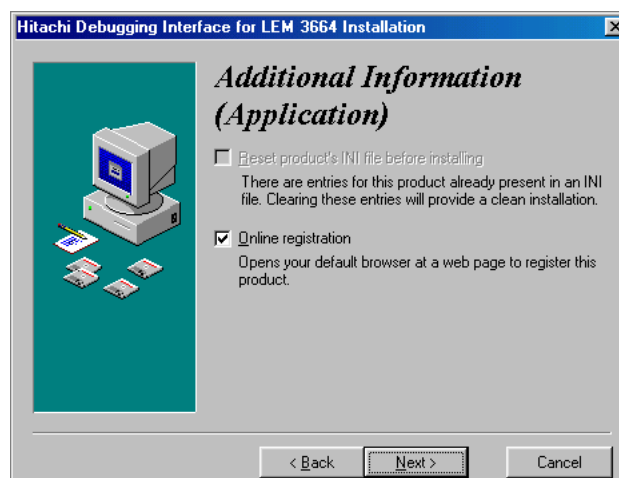 Hitachi Debugging Interface for LEM 3664 Installation
Additional Information
(Application)
Reset product's INI file before installing
There are entries for this product already present in an INI
file. Clearing these entries will provide a clean installation.
Online registration
Opens your default browser at a web page to register this
product.
< Back
Next >
Cancel